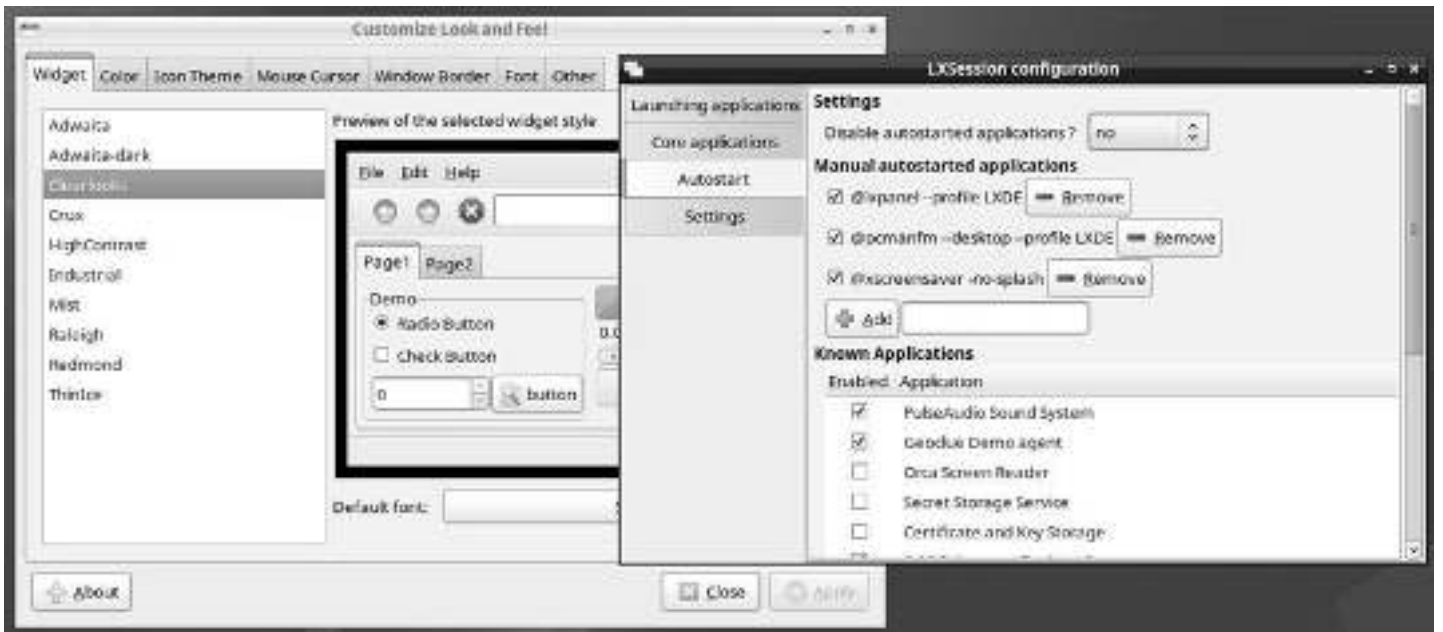 Customize Look and Feel
Widget Color Icon Theme Mouse Cursor Window Border Font Other
Adwaita
Adwaita-dark
Clearlooks
Crux
HighContrast
Industrial
Mist
Raleigh
Redmond
ThinIce
Preview of the selected widget style
File Edit Help
Page1 Page2
Demo
Radio Button
Check Button
0
button
Default font:
About
Close
Apply
LXSession configuration
Launching applications
Core applications
Autostart
Settings
Settings
Disable autostarted applications? no
Manual autostarted applications
@lxpanel --profile LXDE Remove
@pcmanfm --desktop --profile LXDE Remove
@xscreensaver -no-splash Remove
Add
Known Applications
Enabled Application
PulseAudio Sound System
Geoclue Demo agent
Orca Screen Reader
Secret Storage Service
Certificate and Key Storage